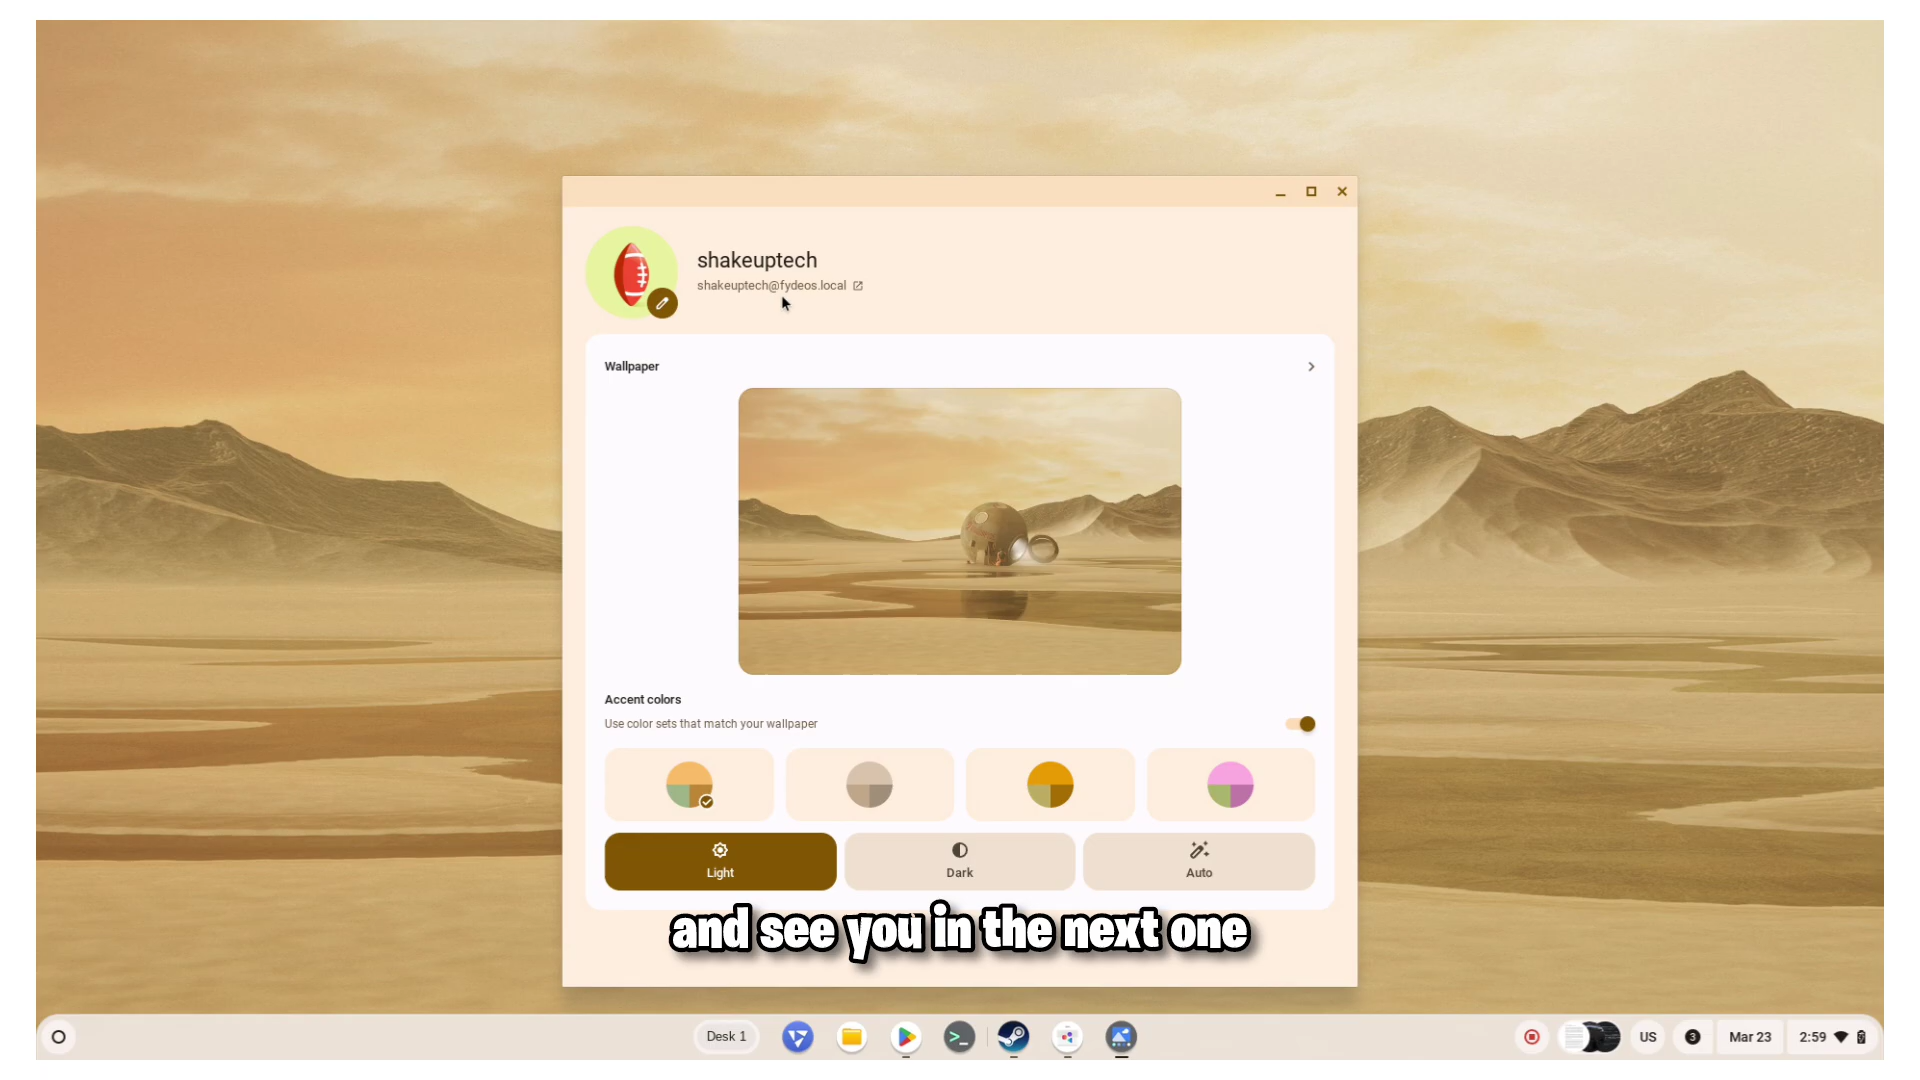 shakeuptech
shakeuptech@fydeos.local
Wallpaper
Accent colors
Use color sets that match your wallpaper
Light
Dark
Auto
and see you in the next one
Desk 1
US
3
Mar 23
2:59